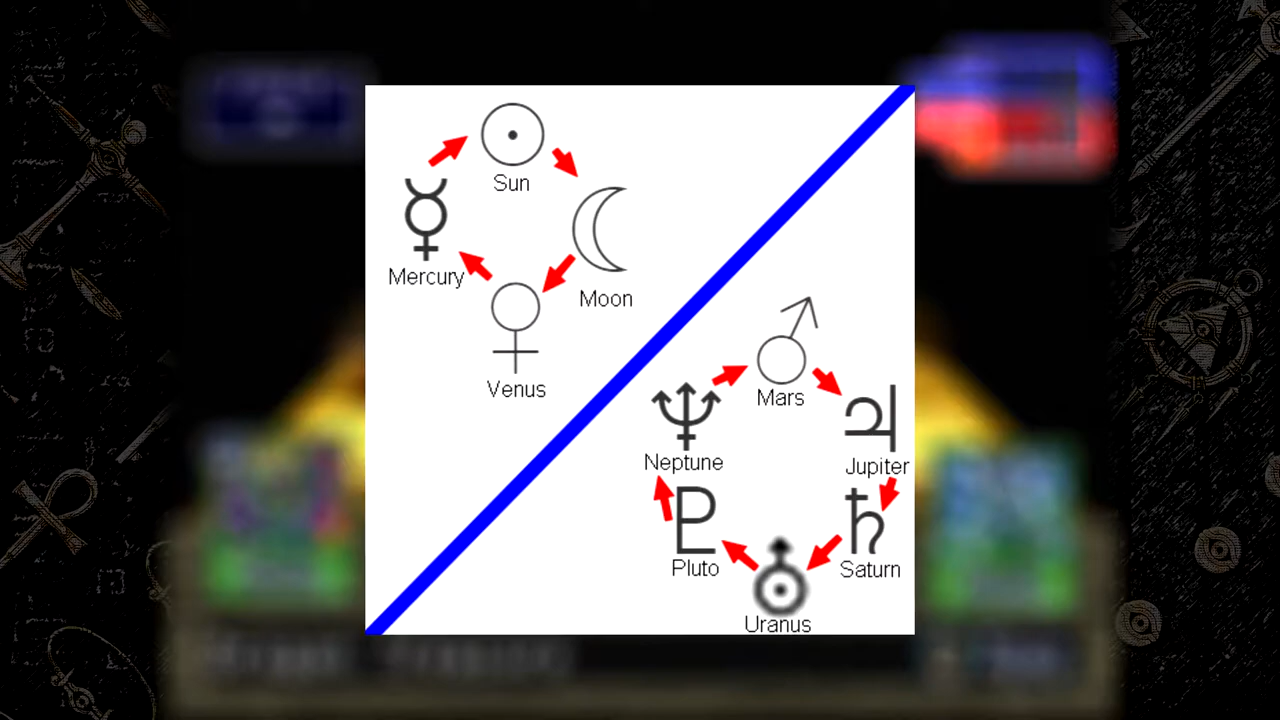 Sun
Mercury
Moon
Venus
Mars
Neptune
Jupiter
Pluto
Saturn
Uranus